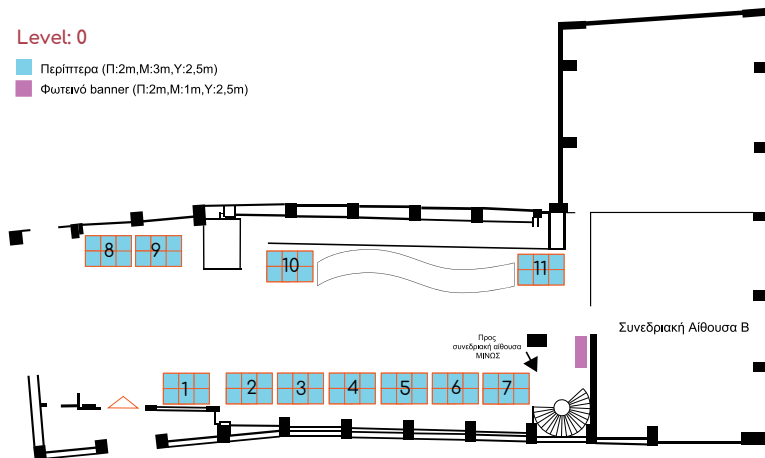 Level: 0
Περίπτερα (Π:2m,Μ:3m,Υ:2,5m)
Φωτεινό banner (Π:2m,Μ:1m,Υ:2,5m)
8
9
10
11
Προς
συνεδριακή αίθουσα
ΜΙΝΩΣ
Συνεδριακή Αίθουσα Β
1
2
3
4
5
6
7